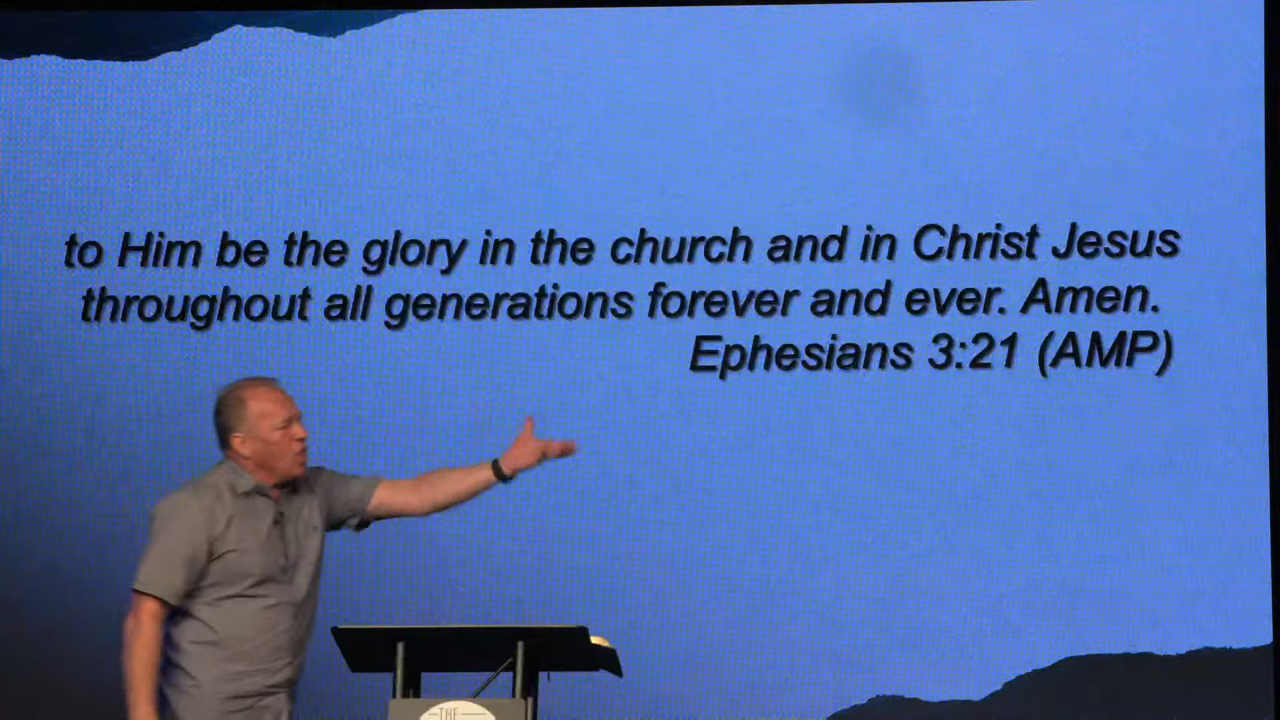 to Him be the glory in the church and in Christ Jesus
throughout all generations forever and ever. Amen.
Ephesians 3:21 (AMP)
THE